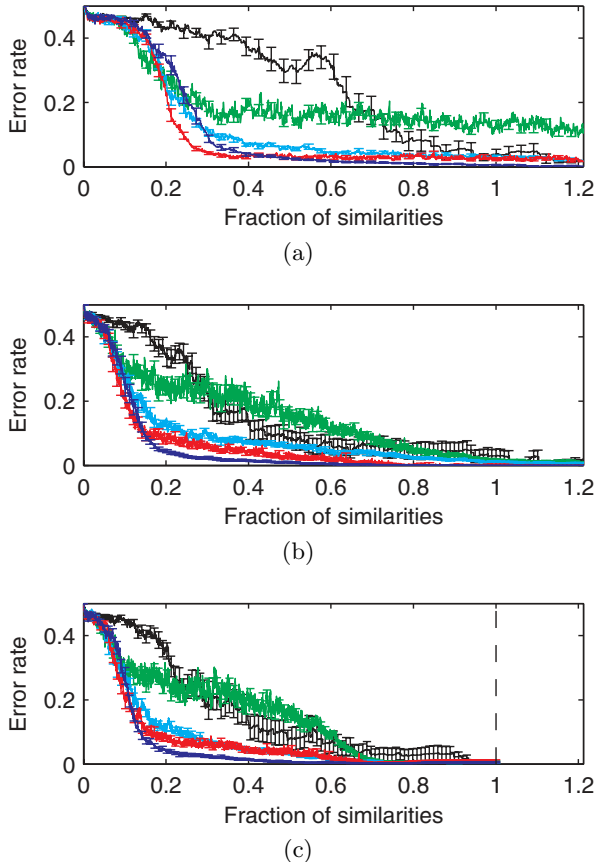 0.4
0.2
0
Error rate
0 0.2 0.4 0.6 0.8 1 1.2
Fraction of similarities
(a)
0.4
0.2
0
Error rate
0 0.2 0.4 0.6 0.8 1 1.2
Fraction of similarities
(b)
0.4
0.2
0
Error rate
0 0.2 0.4 0.6 0.8 1 1.2
Fraction of similarities
(c)